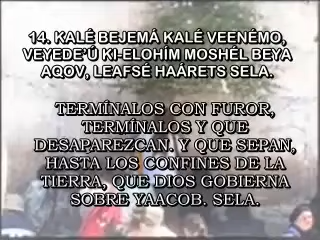 14. KALÉ BEJEMÁ KALÉ VEENÉMO,
VEYEDE'Ú KI-ELOHÍM MOSHÉL BEYA
AQOV, LEAFSÉ HAÁRETS SELA.
TERMÍNALOS CON FUROR,
TERMÍNALOS Y QUE
DESAPAREZCAN. Y QUE SEPAN,
HASTA LOS CONFINES DE LA
TIERRA, QUE DIOS GOBIERNA
SOBRE YAACOB. SELA.